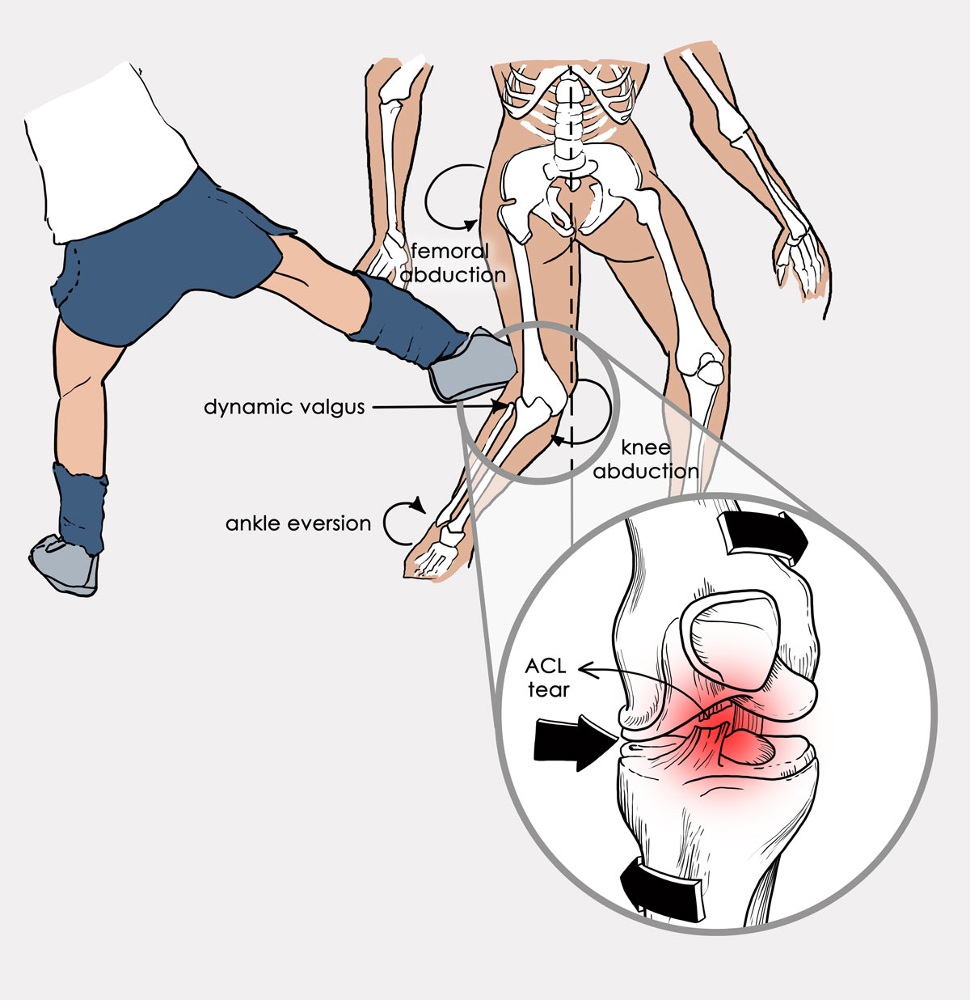 femoral
abduction
dynamic valgus
knee
abduction
ankle eversion
ACL
tear